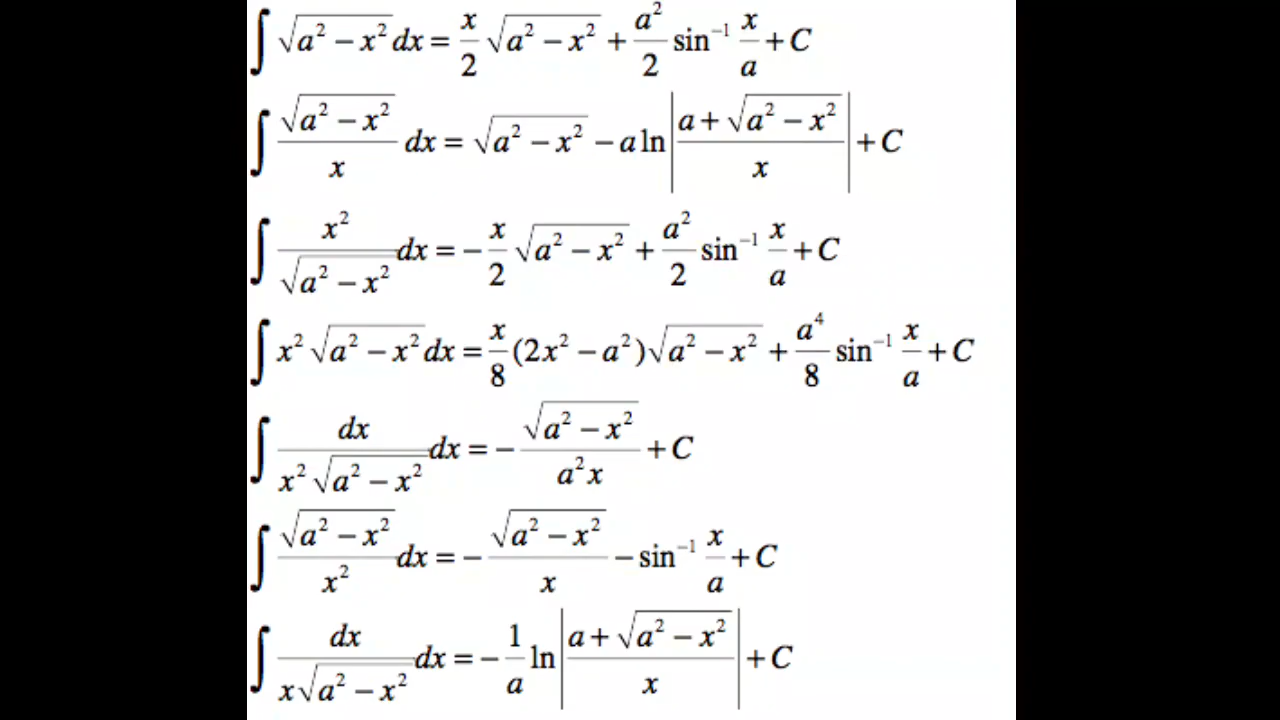 ∫ √(a² − x²) dx = x/2 √(a² − x²) + a²/2 sin⁻¹ x/a + C
∫ √(a² − x²)/x dx = √(a² − x²) − a ln |(a + √(a² − x²))/x| + C
∫ x²/√(a² − x²) dx = − x/2 √(a² − x²) + a²/2 sin⁻¹ x/a + C
∫ x² √(a² − x²) dx = x/8 (2x² − a²)√(a² − x²) + a⁴/8 sin⁻¹ x/a + C
∫ dx/(x² √(a² − x²)) dx = − √(a² − x²)/(a² x) + C
∫ √(a² − x²)/x² dx = − √(a² − x²)/x − sin⁻¹ x/a + C
∫ dx/(x√(a² − x²)) dx = − 1/a ln |(a + √(a² − x²))/x| + C